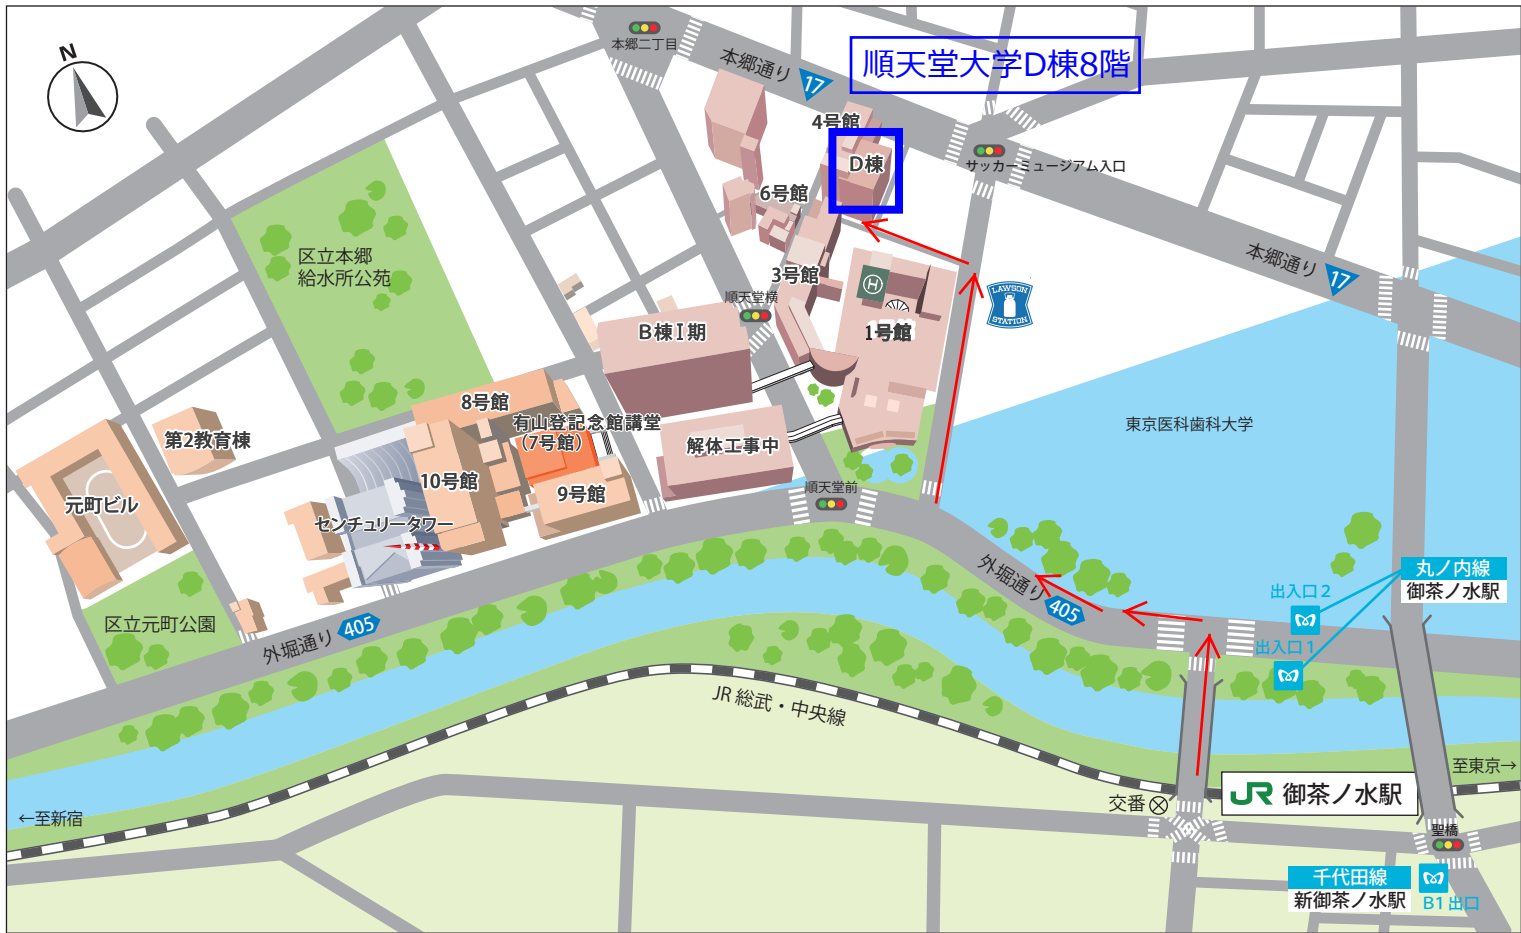 N
本郷二丁目
本郷通り
17
順天堂大学D棟8階
4号館
D棟
サッカーミュージアム入口
6号館
本郷通り
17
区立本郷
給水所公苑
3号館
順天堂横
H
LAWSON
STATION
B棟Ⅰ期
1号館
8号館
有山登記念館講堂
(7号館)
東京医科歯科大学
第2教育棟
解体工事中
10号館
9号館
順天堂前
元町ビル
センチュリータワー
外堀通り
405
丸ノ内線
御茶ノ水駅
出入口2
出入口1
区立元町公園
外堀通り
405
JR 総武・中央線
至東京→
JR 御茶ノ水駅
交番
←至新宿
聖橋
千代田線
新御茶ノ水駅
B1出口